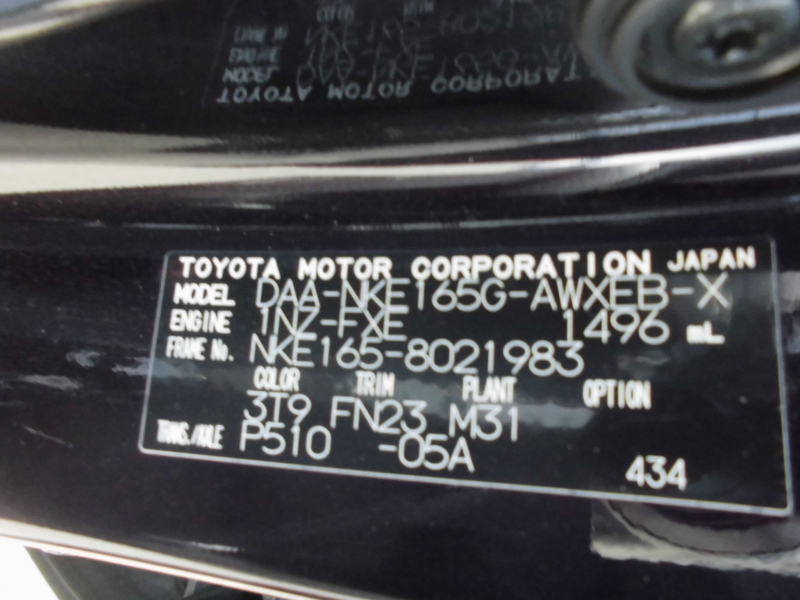 TOYOTA MOTOR CORPORATION JAPAN
MODEL DAA-NKE165G-AWXEB-X
ENGINE 1NZ-FXE 1496 mL
FRAME No. NKE165-8021983
COLOR TRIM PLANT OPTION
3T9 FN23 M31
TRANS./AXLE P510 -05A
434